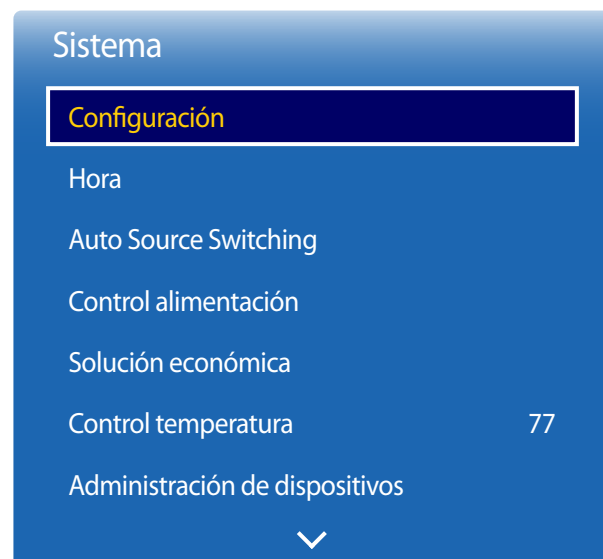 Sistema
Configuración
Hora
Auto Source Switching
Control alimentación
Solución económica
Control temperatura 77
Administración de dispositivos